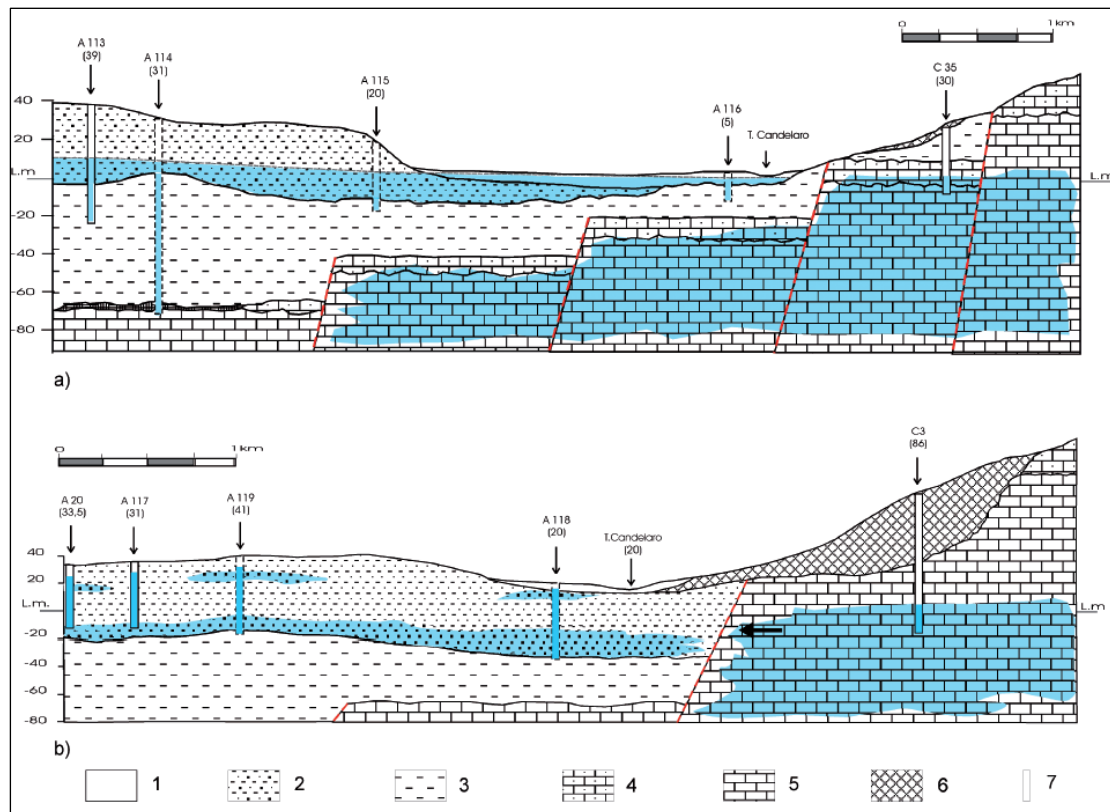 0 1 km
A 113
(39)
A 114
(31)
A 115
(20)
A 116
(5)
T. Candelaro
C 35
(30)
40
20
L.m.
L.m
-20
-40
-60
-80
a)
0 1 km
C3
(86)
A 20
(33,5)
A 117
(31)
A 119
(41)
A 118
(20)
T.Candelaro
(20)
40
20
L.m.
L.m
-20
-40
-60
-80
b)
1 2 3 4 5 6 7